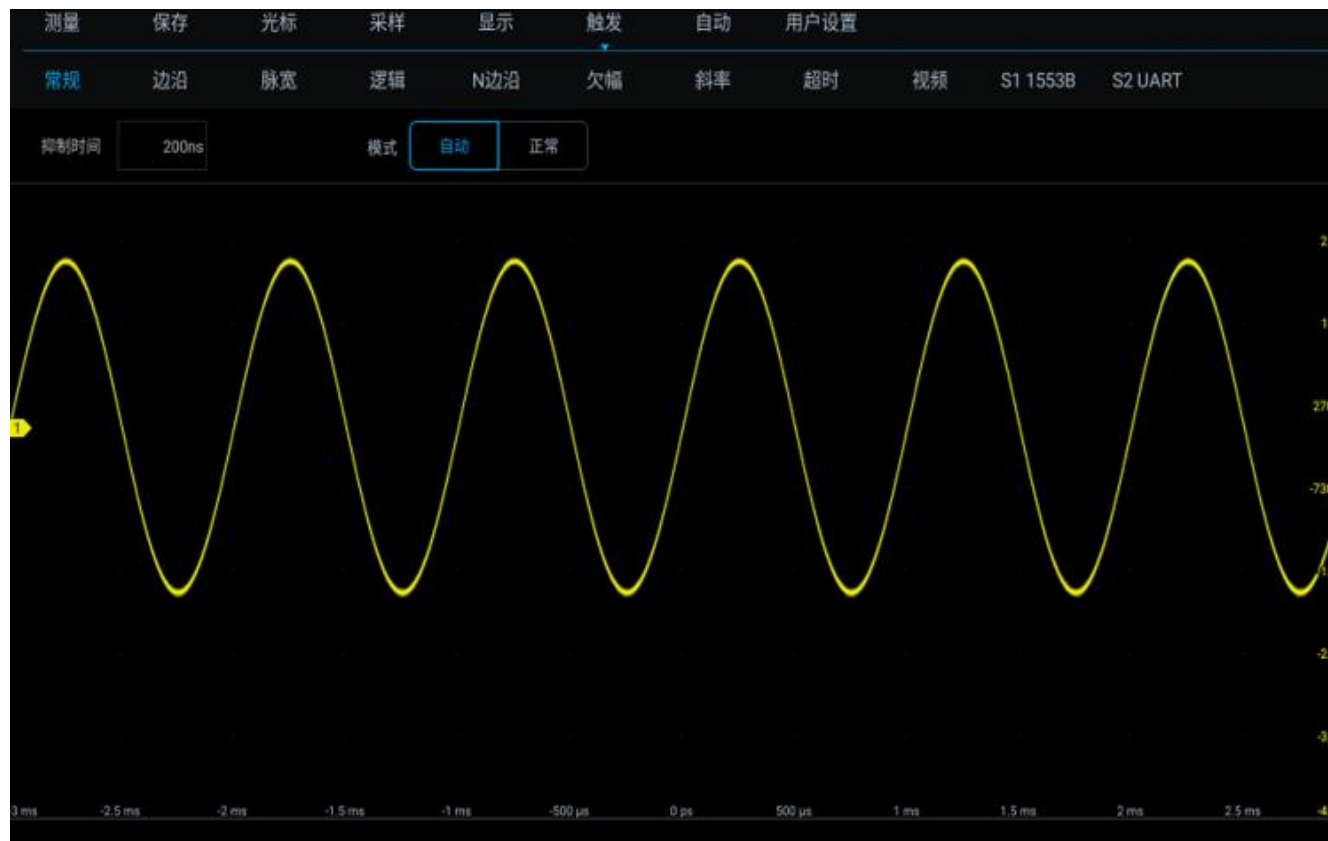 测量 保存 光标 采样 显示 触发 自动 用户设置
常规 边沿 脉宽 逻辑 N边沿 欠幅 斜率 超时 视频 S1 1553B S2 UART
抑制时间 200ns 模式 自动 正常
1
-3 ms -2.5 ms -2 ms -1.5 ms -1 ms -500 μs 0 ps 500 μs 1 ms 1.5 ms 2 ms 2.5 ms